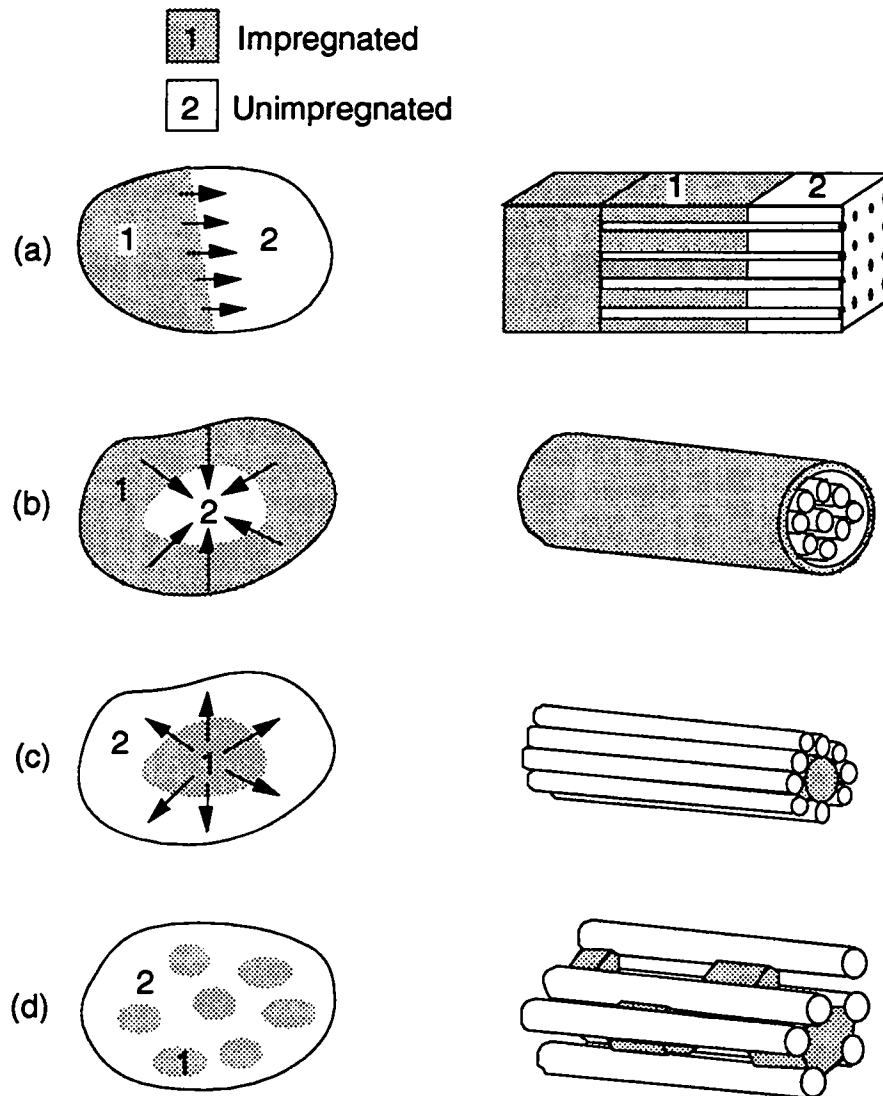 1 Impregnated
2 Unimpregnated
(a) 1 2 1 2
(b) 1 2
(c) 2 1
(d) 2 1